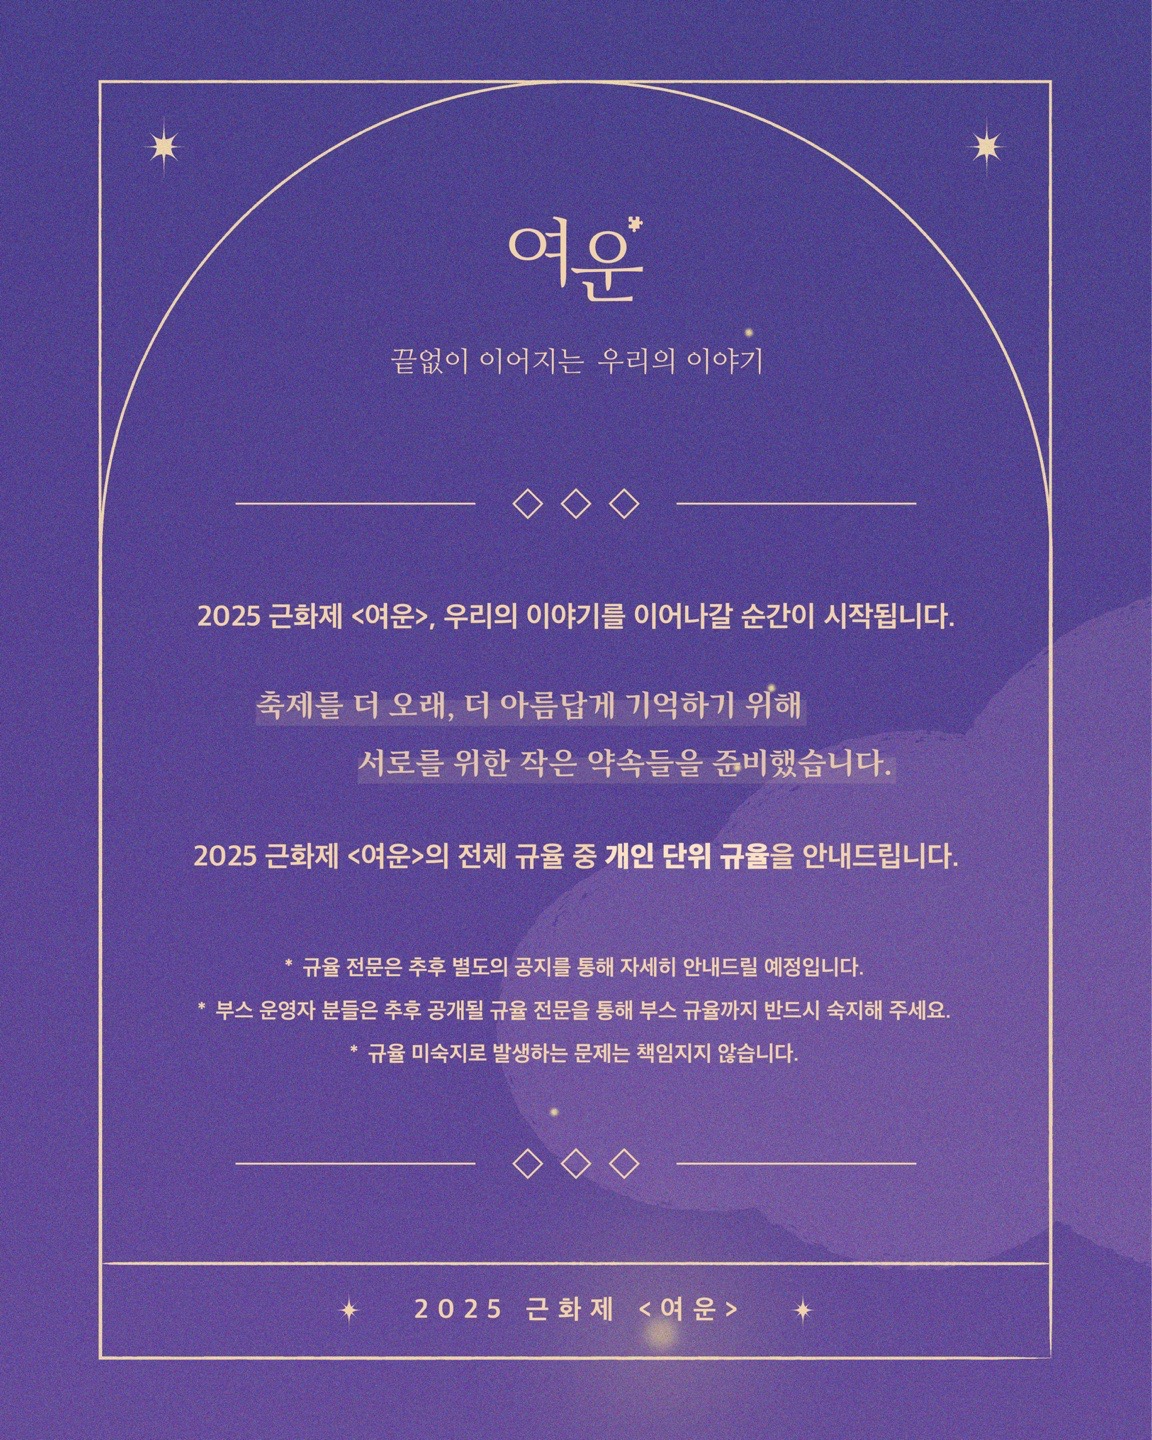 여운
끝없이 이어지는 우리의 이야기
2025 근화제 <여운>, 우리의 이야기를 이어나갈 순간이 시작됩니다.
축제를 더 오래, 더 아름답게 기억하기 위해
서로를 위한 작은 약속들을 준비했습니다.
2025 근화제 <여운>의 전체 규율 중 개인 단위 규율을 안내드립니다.
* 규율 전문은 추후 별도의 공지를 통해 자세히 안내드릴 예정입니다.
* 부스 운영자 분들은 추후 공개될 규율 전문을 통해 부스 규율까지 반드시 숙지해 주세요.
* 규율 미숙지로 발생하는 문제는 책임지지 않습니다.
2025 근화제 <여운>